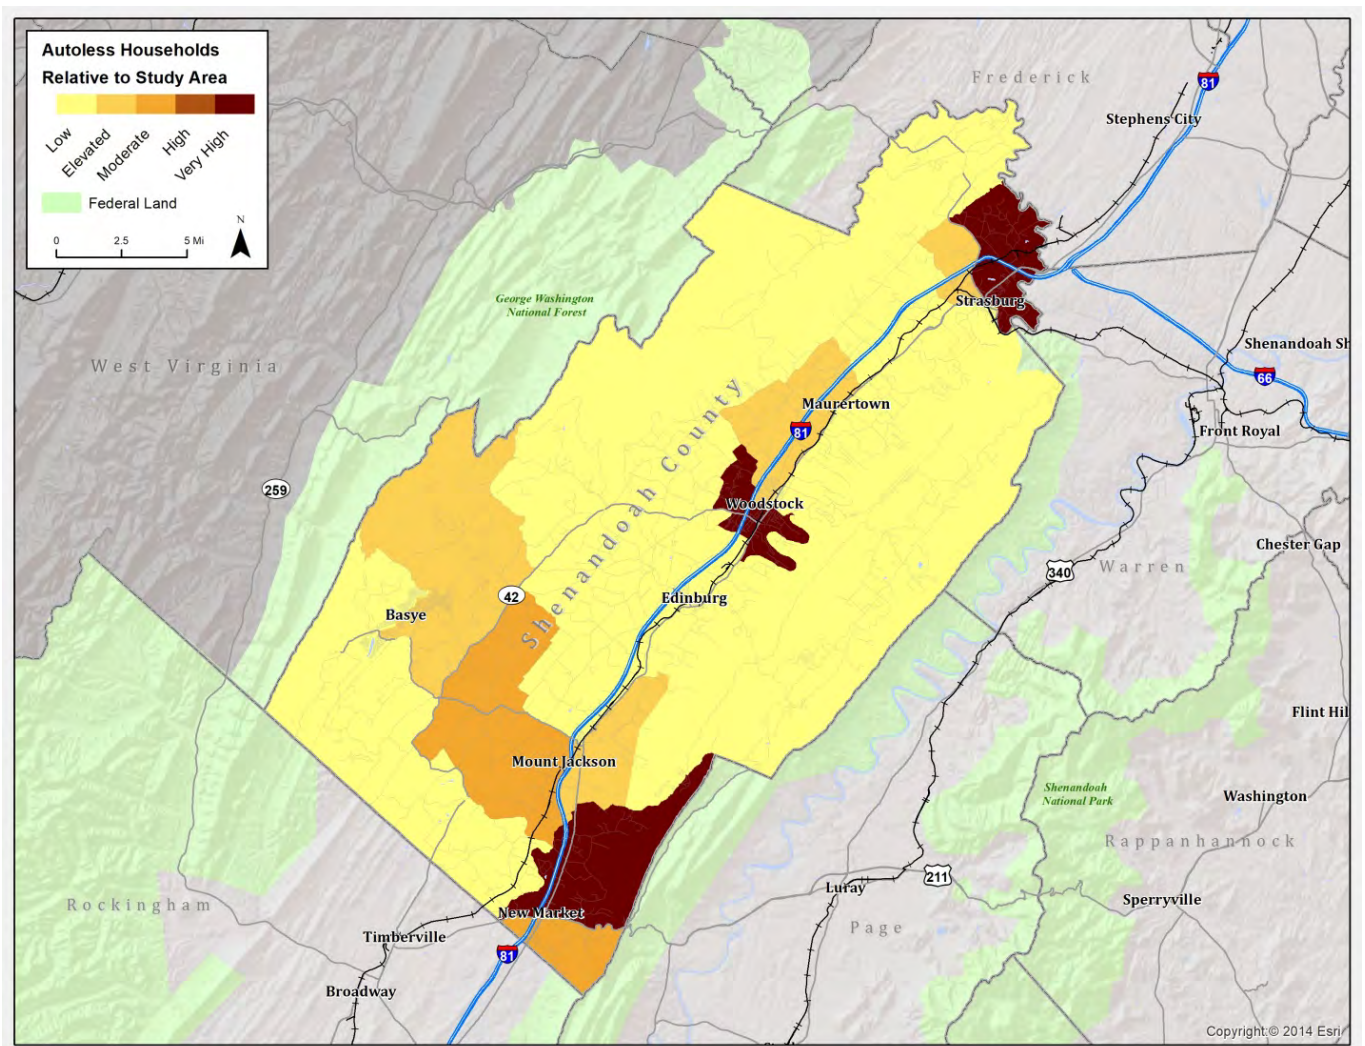 Autoless Households
Relative to Study Area
Low
Elevated
Moderate
High
Very High
Federal Land
N
0 2.5 5 Mi
Frederick
81
Stephens City
George Washington
National Forest
West Virginia
Strasburg
Shenandoah Sh
66
Maurertown
81
Front Royal
Shenandoah County
259
Woodstock
Chester Gap
340
Warren
42
Edinburg
Basye
Flint Hil
Mount Jackson
Shenandoah
National Park
Washington
Rappanhannock
211
Luray
Sperryville
Rockingham
New Market
Page
Timberville
81
Broadway
Copyright:© 2014 Esri